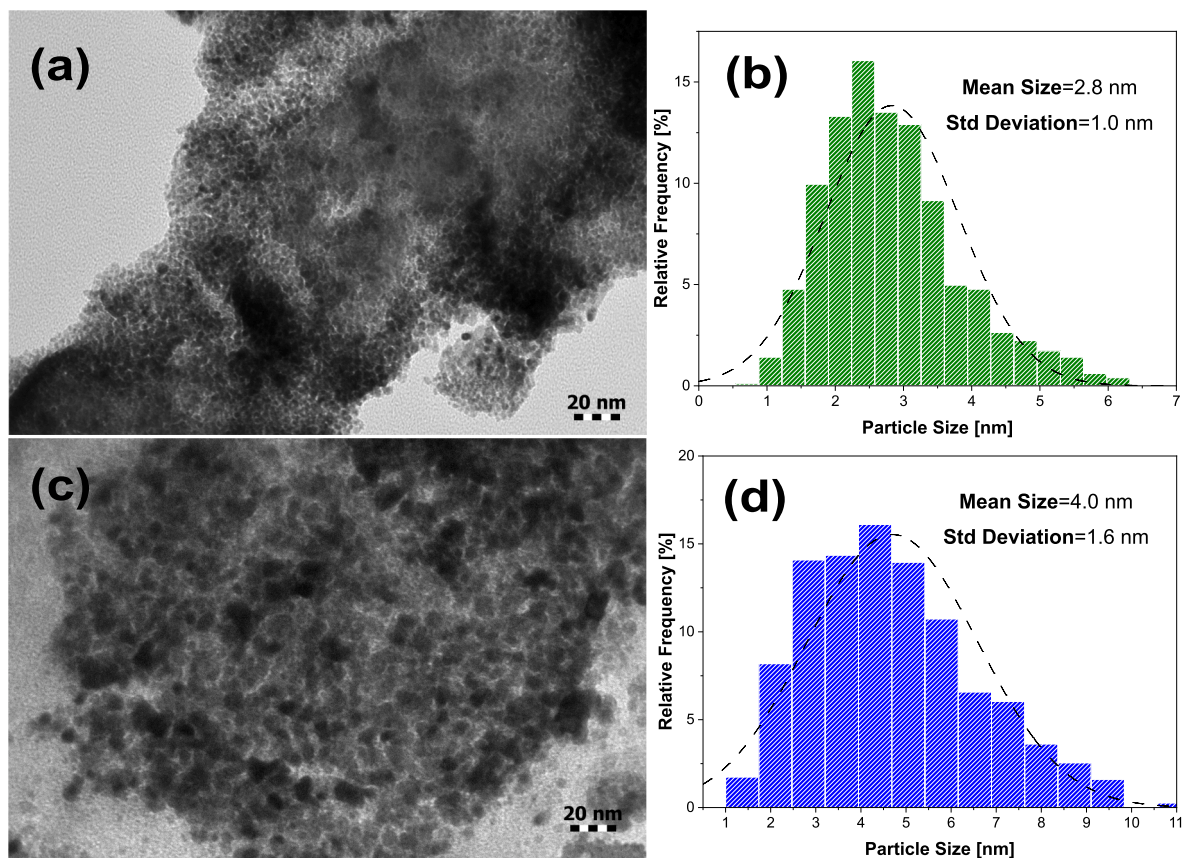 (a)
20 nm
(b)
Mean Size=2.8 nm
Std Deviation=1.0 nm
Relative Frequency [%]
15
10
5
0
0 1 2 3 4 5 6 7
Particle Size [nm]
(c)
20 nm
(d)
Mean Size=4.0 nm
Std Deviation=1.6 nm
Relative Frequency [%]
20
15
10
5
0
1 2 3 4 5 6 7 8 9 10 11
Particle Size [nm]